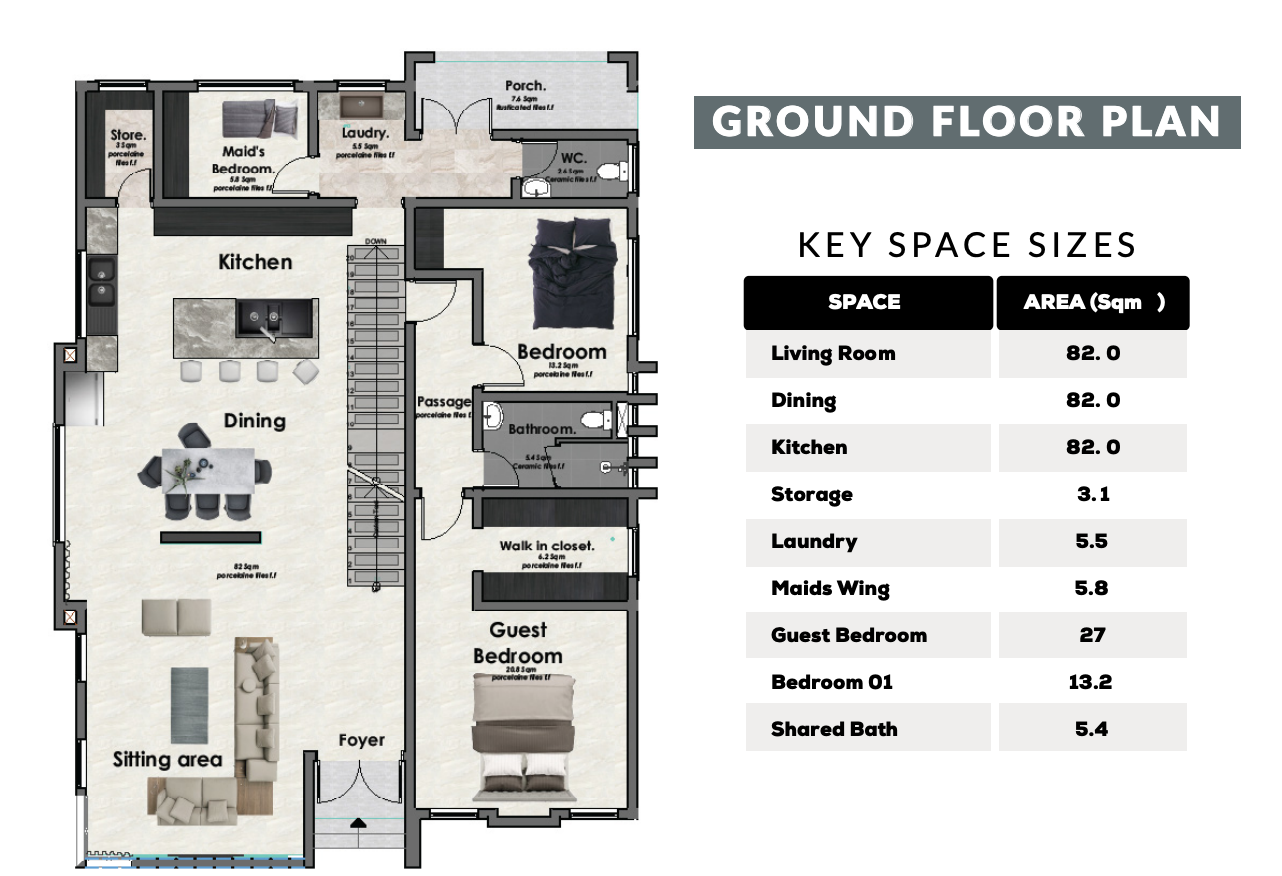 Porch.
7.6 Sqm
Rusticated tiles f.f
Store.
3 Sqm
porcelaine
tiles f.f
Maid's
Bedroom.
5.8 Sqm
porcelaine tiles f.f
Laudry.
5.5 Sqm
porcelaine tiles f.f
WC.
2.6 Sqm
Ceramic tiles f.f
Kitchen
DOWN
Bedroom
13.2 Sqm
porcelaine tiles f.f
Passage
porcelaine tiles f.f
Dining
Bathroom.
5.4 Sqm
Ceramic tiles f.f
Walk in closet.
6.2 Sqm
porcelaine tiles f.f
82 Sqm
porcelaine tiles f.f
Guest
Bedroom
20.8 Sqm
porcelaine tiles f.f
Foyer
Sitting area
GROUND FLOOR PLAN
KEY SPACE SIZES
SPACE AREA (Sqm )
Living Room 82. 0
Dining 82. 0
Kitchen 82. 0
Storage 3.1
Laundry 5.5
Maids Wing 5.8
Guest Bedroom 27
Bedroom 01 13.2
Shared Bath 5.4